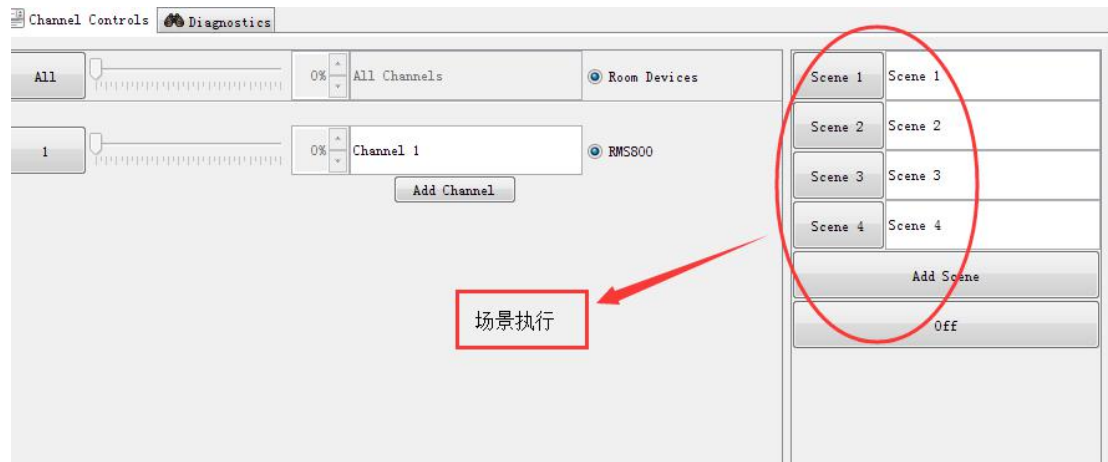 Channel Controls Diagnostics
All 0% All Channels Room Devices
1 0% Channel 1 RMS800
Add Channel
Scene 1 Scene 1
Scene 2 Scene 2
Scene 3 Scene 3
Scene 4 Scene 4
Add Scene
Off
场景执行